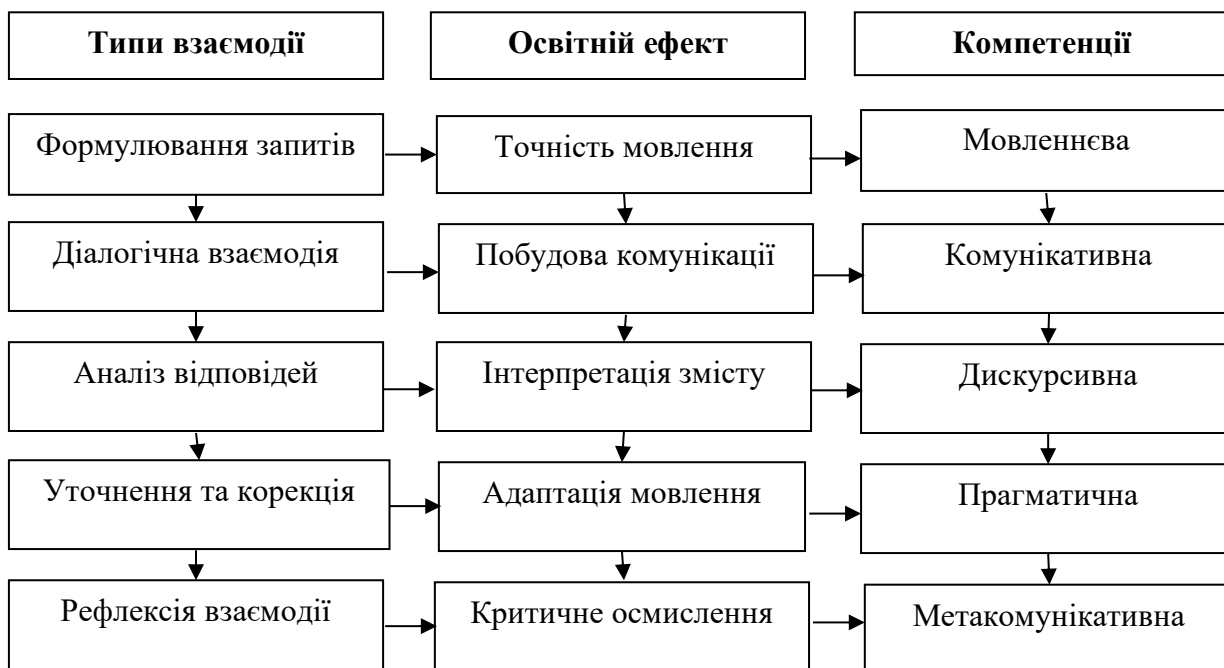 Типи взаємодії
Освітній ефект
Компетенції
Формулювання запитів
Точність мовлення
Мовленнєва
Діалогічна взаємодія
Побудова комунікації
Комунікативна
Аналіз відповідей
Інтерпретація змісту
Дискурсивна
Уточнення та корекція
Адаптація мовлення
Прагматична
Рефлексія взаємодії
Критичне осмислення
Метакомунікативна